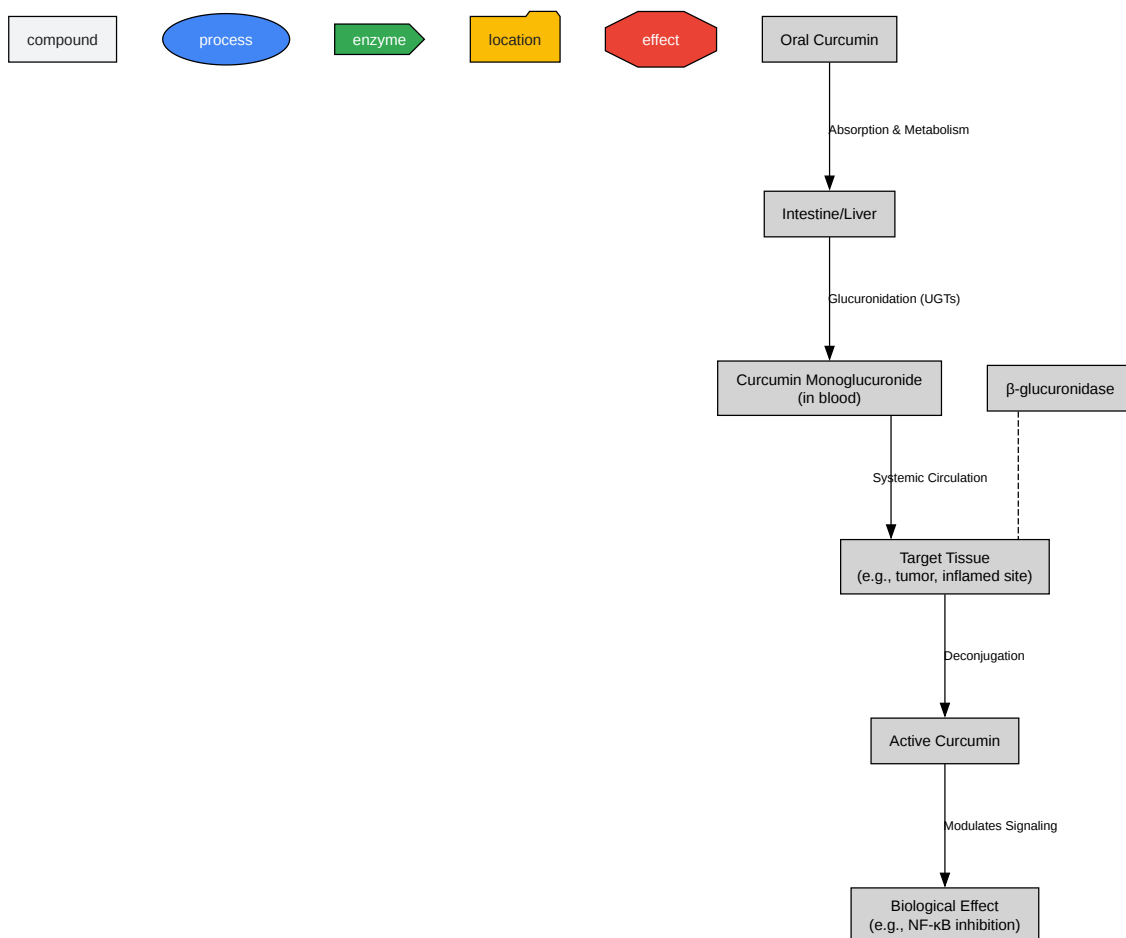 compound
process
enzyme
location
effect
Oral Curcumin
Absorption & Metabolism
Intestine/Liver
Glucuronidation (UGTs)
Curcumin Monoglucuronide
(in blood)
β-glucuronidase
Systemic Circulation
Target Tissue
(e.g., tumor, inflamed site)
Deconjugation
Active Curcumin
Modulates Signaling
Biological Effect
(e.g., NF-κB inhibition)